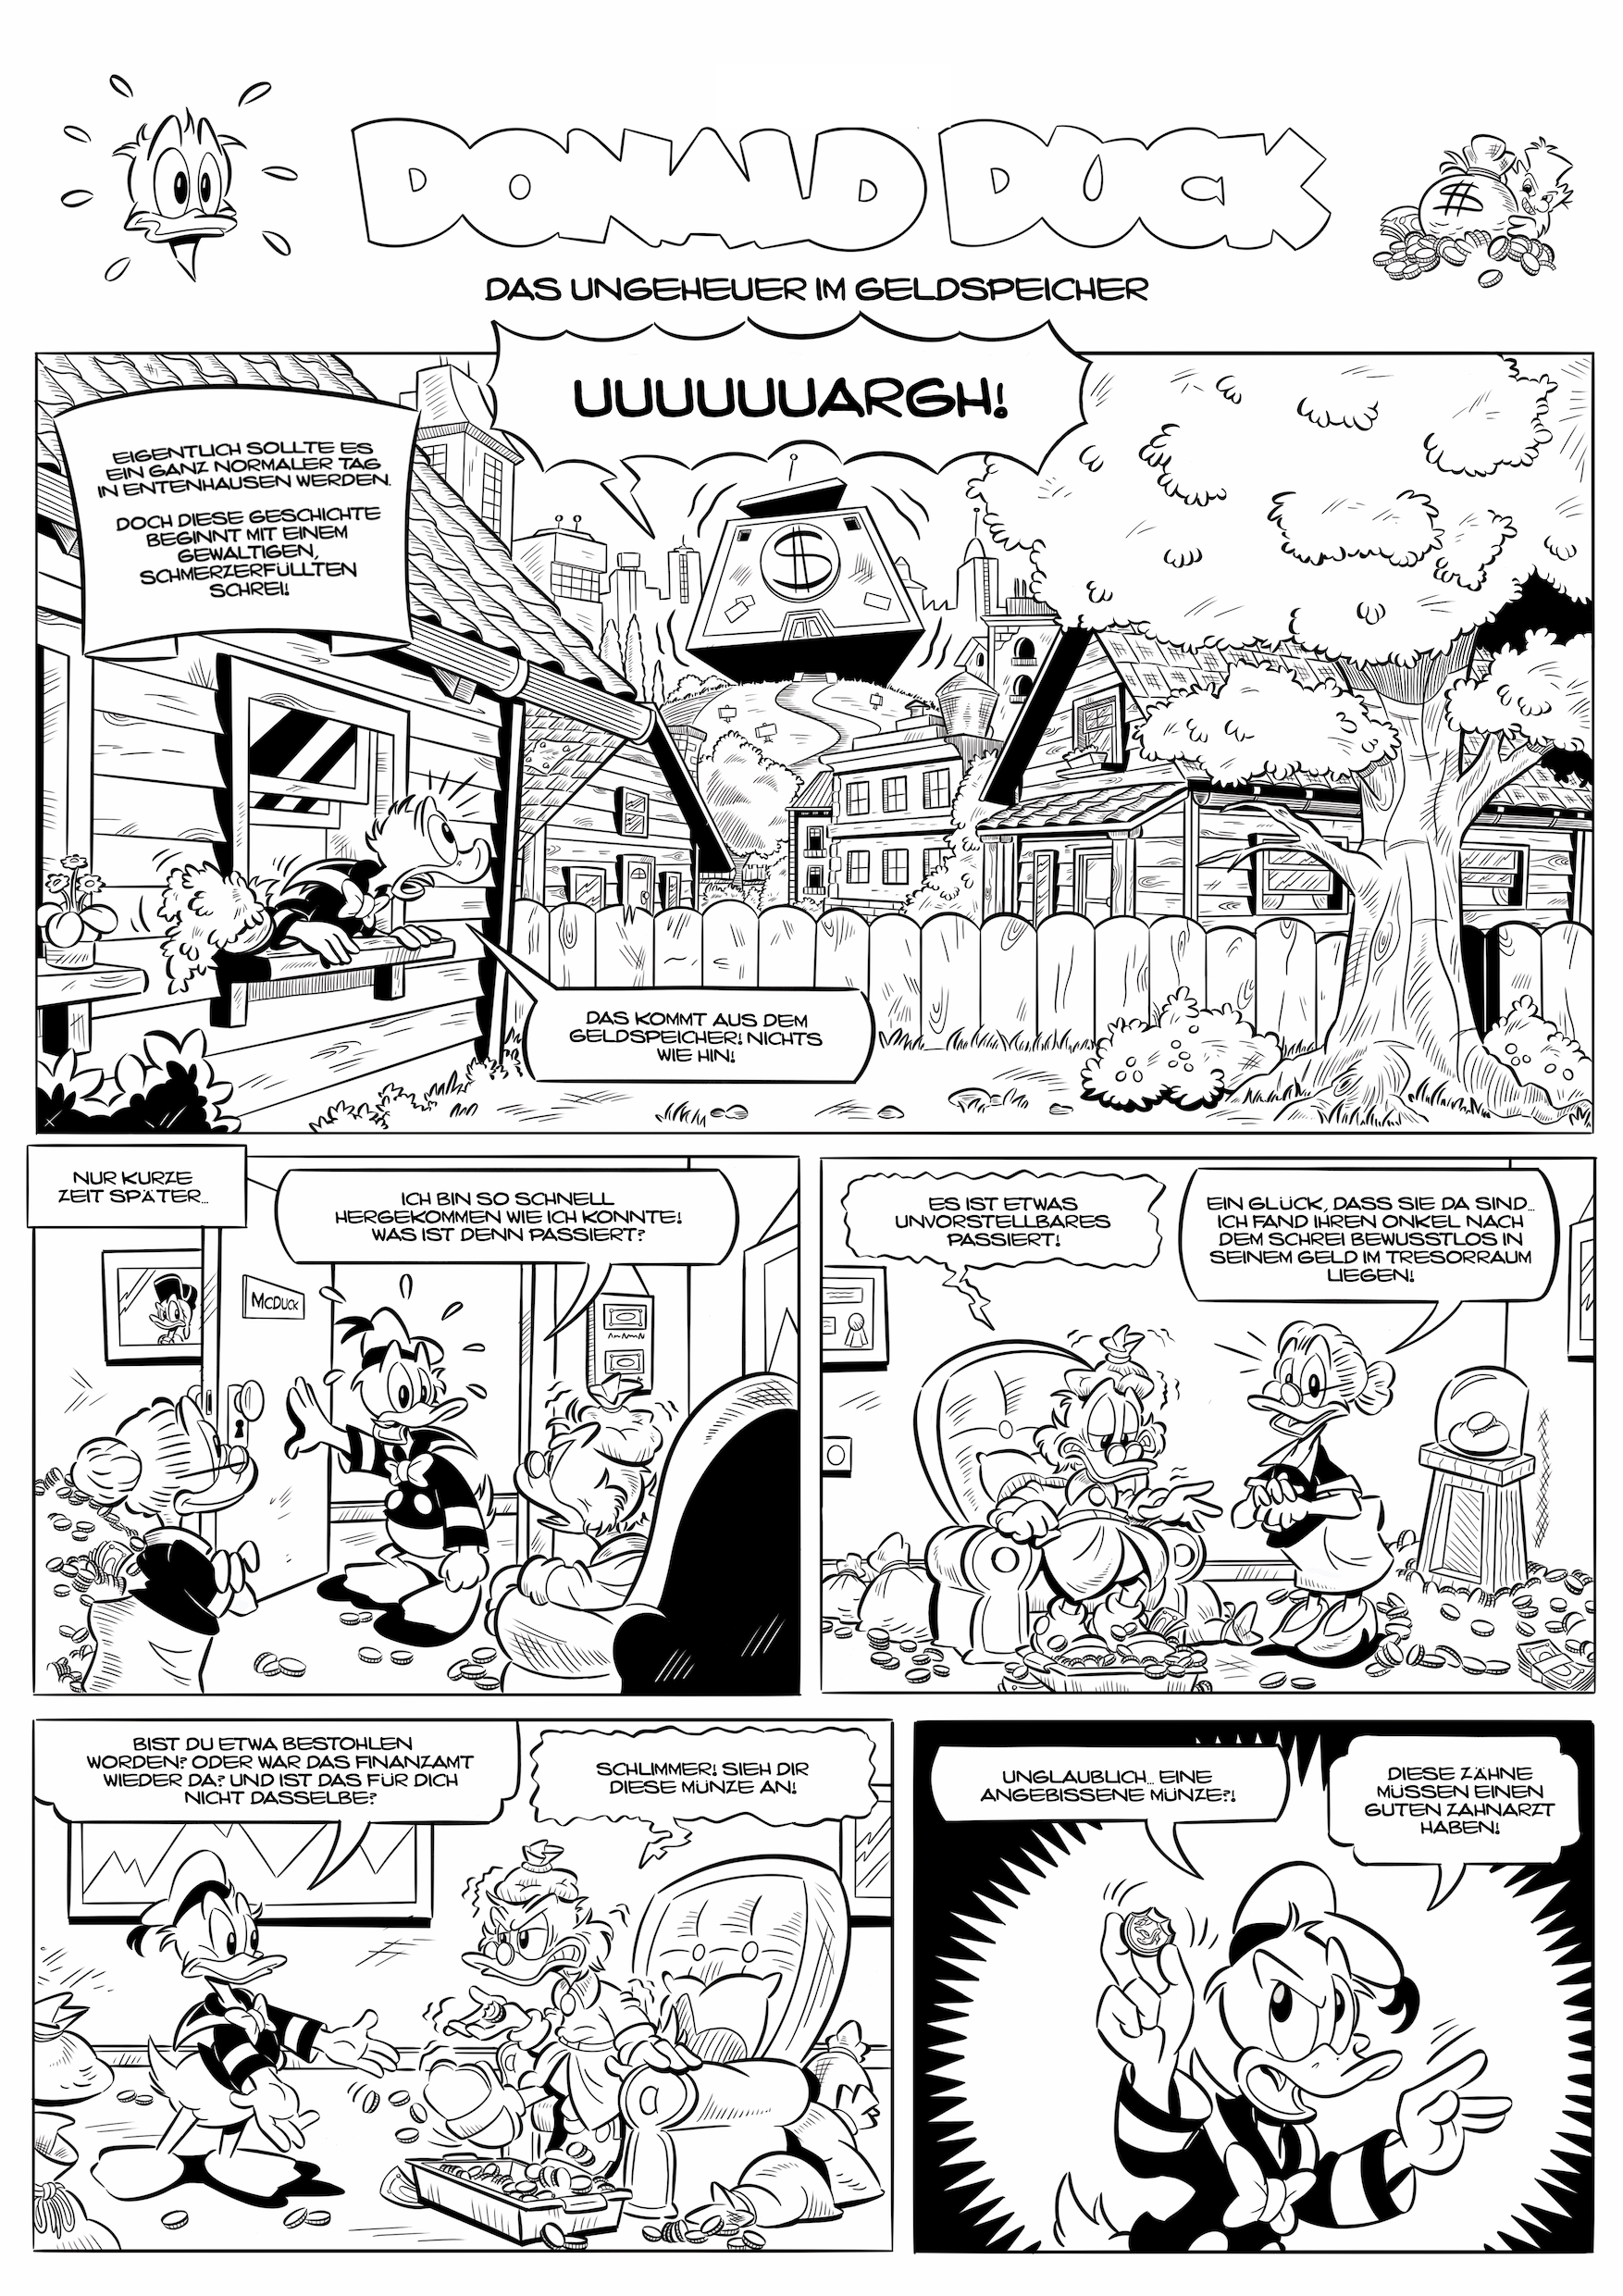 DONALD DUCK
$
DAS UNGEHEUER IM GELDSPEICHER
UUUUUUUARGH!
EIGENTLICH SOLLTE ES
EIN GANZ NORMALER TAG
IN ENTENHAUSEN WERDEN.
DOCH DIESE GESCHICHTE
BEGINNT MIT EINEM
GEWALTIGEN,
SCHMERZERFÜLLTEN
SCHREI!
$
DAS KOMMT AUS DEM
GELDSPEICHER! NICHTS
WIE HIN!
NUR KURZE
ZEIT SPÄTER...
ICH BIN SO SCHNELL
HERGEKOMMEN WIE ICH KONNTE!
WAS IST DENN PASSIERT?
MCDUCK
ES IST ETWAS
UNVORSTELLBARES
PASSIERT!
EIN GLÜCK, DASS SIE DA SIND...
ICH FAND IHREN ONKEL NACH
DEM SCHREI BEWUSSTLOS IN
SEINEM GELD IM TRESORRAUM
LIEGEN!
BIST DU ETWA BESTOHLEN
WORDEN? ODER WAR DAS FINANZAMT
WIEDER DA? UND IST DAS FÜR DICH
NICHT DASSELBE?
SCHLIMMER! SIEH DIR
DIESE MÜNZE AN!
UNGLAUBLICH... EINE
ANGEBISSENE MÜNZE?!
DIESE ZÄHNE
MÜSSEN EINEN
GUTEN ZAHNARZT
HABEN!